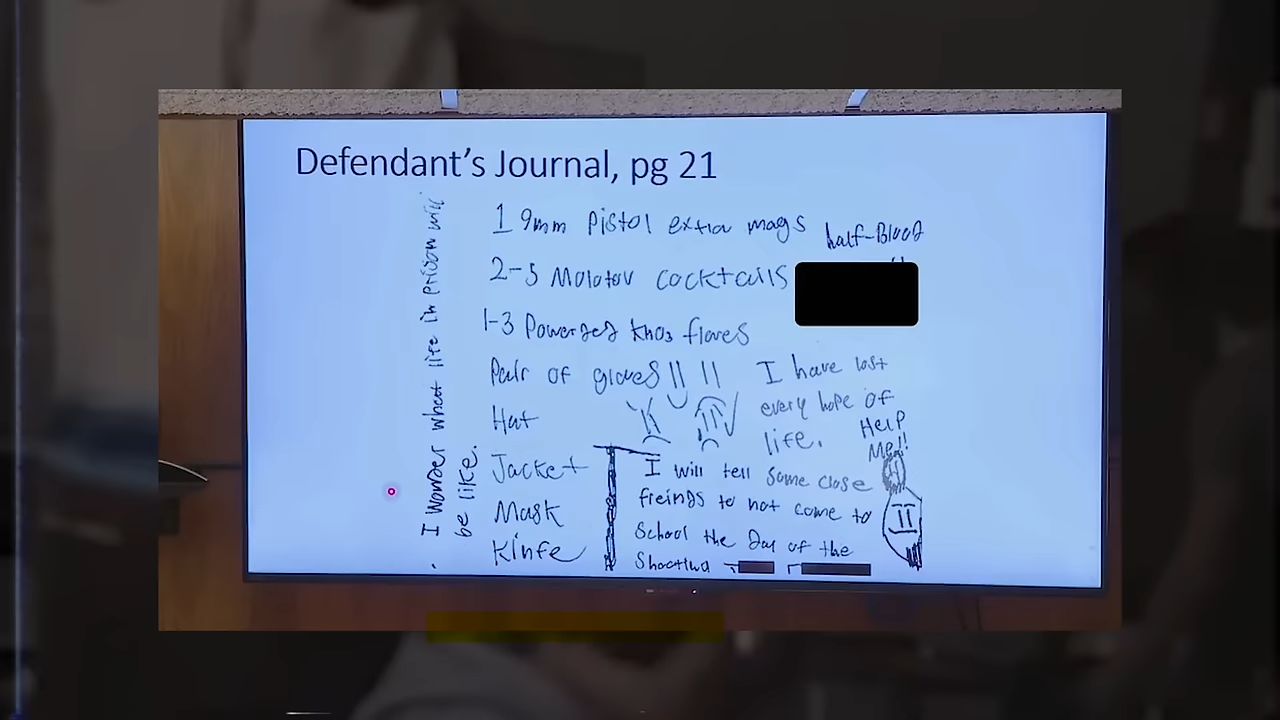 Defendant's Journal, pg 21
I Wonder what life in prison will
be like.
1 9mm Pistol extra mags
half-Blood
2-5 Molotov cocktails
1-3 Powered flares
Pair of gloves
Hat
Jacket
Mask
Kinfe
I have lost
every hope of
life.
Help
Me!!
I will tell some close
freinds to not come to
School the Day of the
Shooting